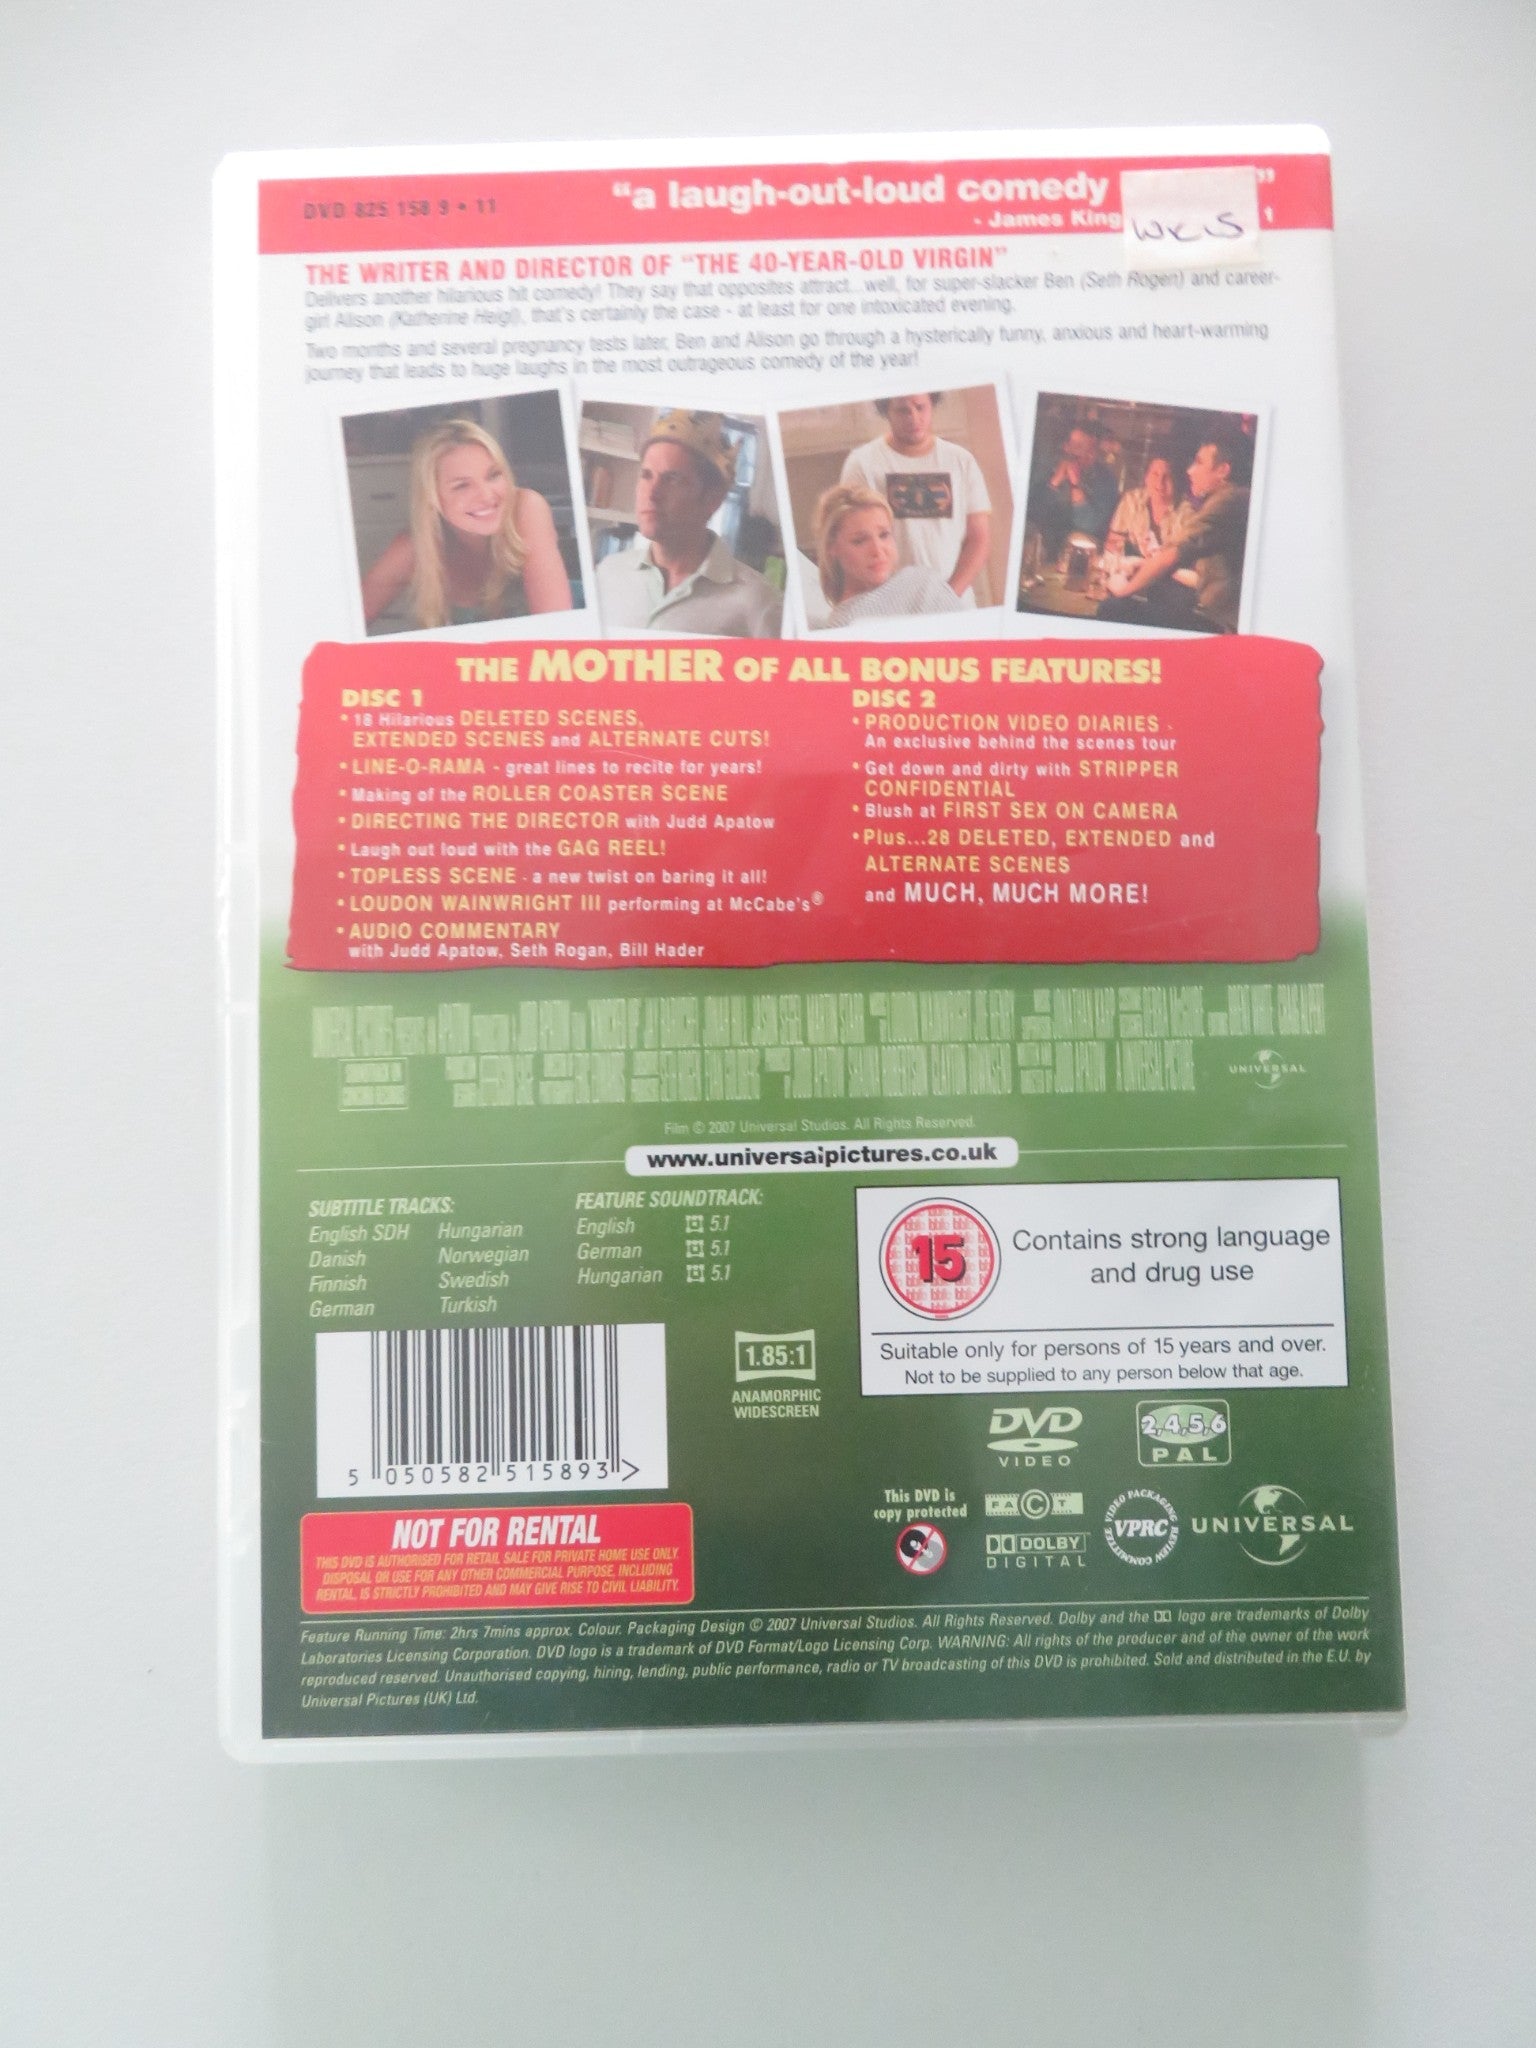 DVD 825 158 9 • 11
“a laugh-out-loud comedy ”
- James King 1
WK S
THE WRITER AND DIRECTOR OF “THE 40-YEAR-OLD VIRGIN”
Delivers another hilarious hit comedy! They say that opposites attract...well, for super-slacker Ben (Seth Rogen) and career-
girl Alison (Katherine Heigl), that's certainly the case - at least for one intoxicated evening.
Two months and several pregnancy tests later, Ben and Alison go through a hysterically funny, anxious and heart-warming
journey that leads to huge laughs in the most outrageous comedy of the year!
THE MOTHER OF ALL BONUS FEATURES!
DISC 1
• 18 Hilarious DELETED SCENES,
EXTENDED SCENES and ALTERNATE CUTS!
• LINE-O-RAMA - great lines to recite for years!
• Making of the ROLLER COASTER SCENE
• DIRECTING THE DIRECTOR with Judd Apatow
• Laugh out loud with the GAG REEL!
• TOPLESS SCENE - a new twist on baring it all!
• LOUDON WAINWRIGHT III performing at McCabe's®
• AUDIO COMMENTARY
with Judd Apatow, Seth Rogan, Bill Hader
DISC 2
• PRODUCTION VIDEO DIARIES -
An exclusive behind the scenes tour
• Get down and dirty with STRIPPER
CONFIDENTIAL
• Blush at FIRST SEX ON CAMERA
• Plus...28 DELETED, EXTENDED and
ALTERNATE SCENES
and MUCH, MUCH MORE!
UNIVERSAL
Film © 2007 Universal Studios. All Rights Reserved.
www.universalpictures.co.uk
SUBTITLE TRACKS:
English SDH Hungarian
Danish Norwegian
Finnish Swedish
German Turkish
FEATURE SOUNDTRACK:
English 5.1
German 5.1
Hungarian 5.1
15
Contains strong language
and drug use
Suitable only for persons of 15 years and over.
Not to be supplied to any person below that age.
5 050582 515893 >
1.85:1
ANAMORPHIC
WIDESCREEN
DVD
VIDEO
2,4,5,6
PAL
This DVD is
copy protected
FACT
DOLBY
DIGITAL
VIDEO PACKAGING REVIEW COMMITTEE
VPRC
UNIVERSAL
NOT FOR RENTAL
THIS DVD IS AUTHORISED FOR RETAIL SALE FOR PRIVATE HOME USE ONLY.
DISPOSAL OR USE FOR ANY OTHER COMMERCIAL PURPOSE, INCLUDING
RENTAL, IS STRICTLY PROHIBITED AND MAY GIVE RISE TO CIVIL LIABILITY.
Feature Running Time: 2hrs 7mins approx. Colour. Packaging Design © 2007 Universal Studios. All Rights Reserved. Dolby and the logo are trademarks of Dolby
Laboratories Licensing Corporation. DVD logo is a trademark of DVD Format/Logo Licensing Corp. WARNING: All rights of the producer and of the owner of the work
reproduced reserved. Unauthorised copying, hiring, lending, public performance, radio or TV broadcasting of this DVD is prohibited. Sold and distributed in the E.U. by
Universal Pictures (UK) Ltd.